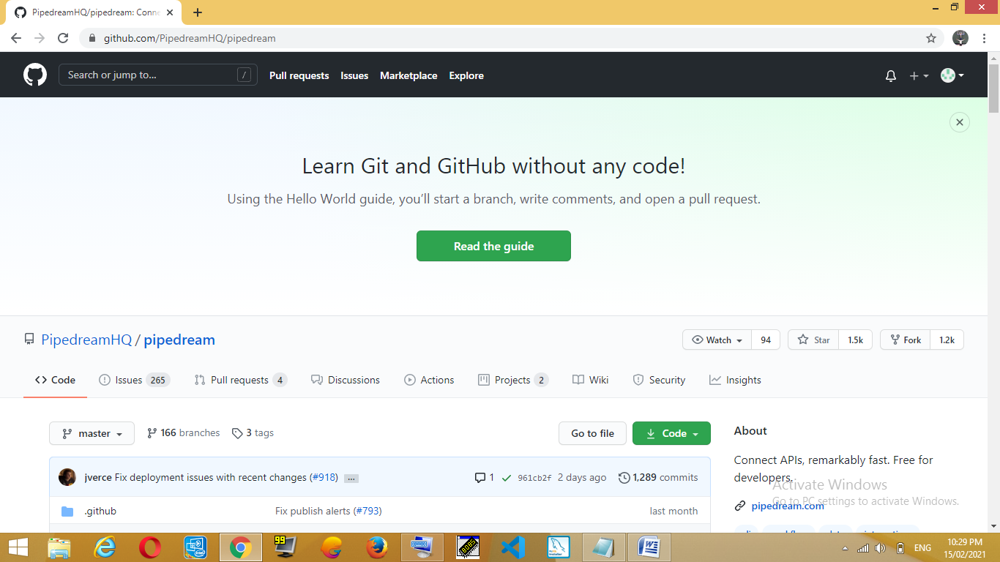 PipedreamHQ/pipedream: Conne
github.com/PipedreamHQ/pipedream
Search or jump to... / Pull requests Issues Marketplace Explore
Learn Git and GitHub without any code!
Using the Hello World guide, you’ll start a branch, write comments, and open a pull request.
Read the guide
PipedreamHQ / pipedream Watch 94 Star 1.5k Fork 1.2k
Code Issues 265 Pull requests 4 Discussions Actions Projects 2 Wiki Security Insights
master 166 branches 3 tags Go to file Code About
jverce Fix deployment issues with recent changes (#918) ... 1 961cb2f 2 days ago 1,289 commits
Connect APIs, remarkably fast. Free for
developers.
Activate Windows
Go to PC settings to activate Windows.
pipedream.com
.github Fix publish alerts (#793) last month
99
ENG 10:29 PM
15/02/2021